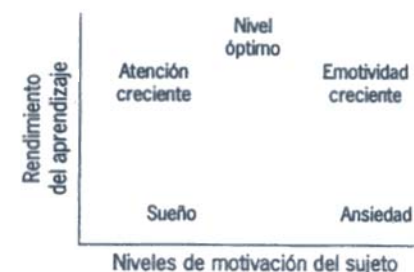 Nivel
óptimo
Atención
creciente
Emotividad
creciente
Rendimiento
del aprendizaje
Sueño
Ansiedad
Niveles de motivación del sujeto